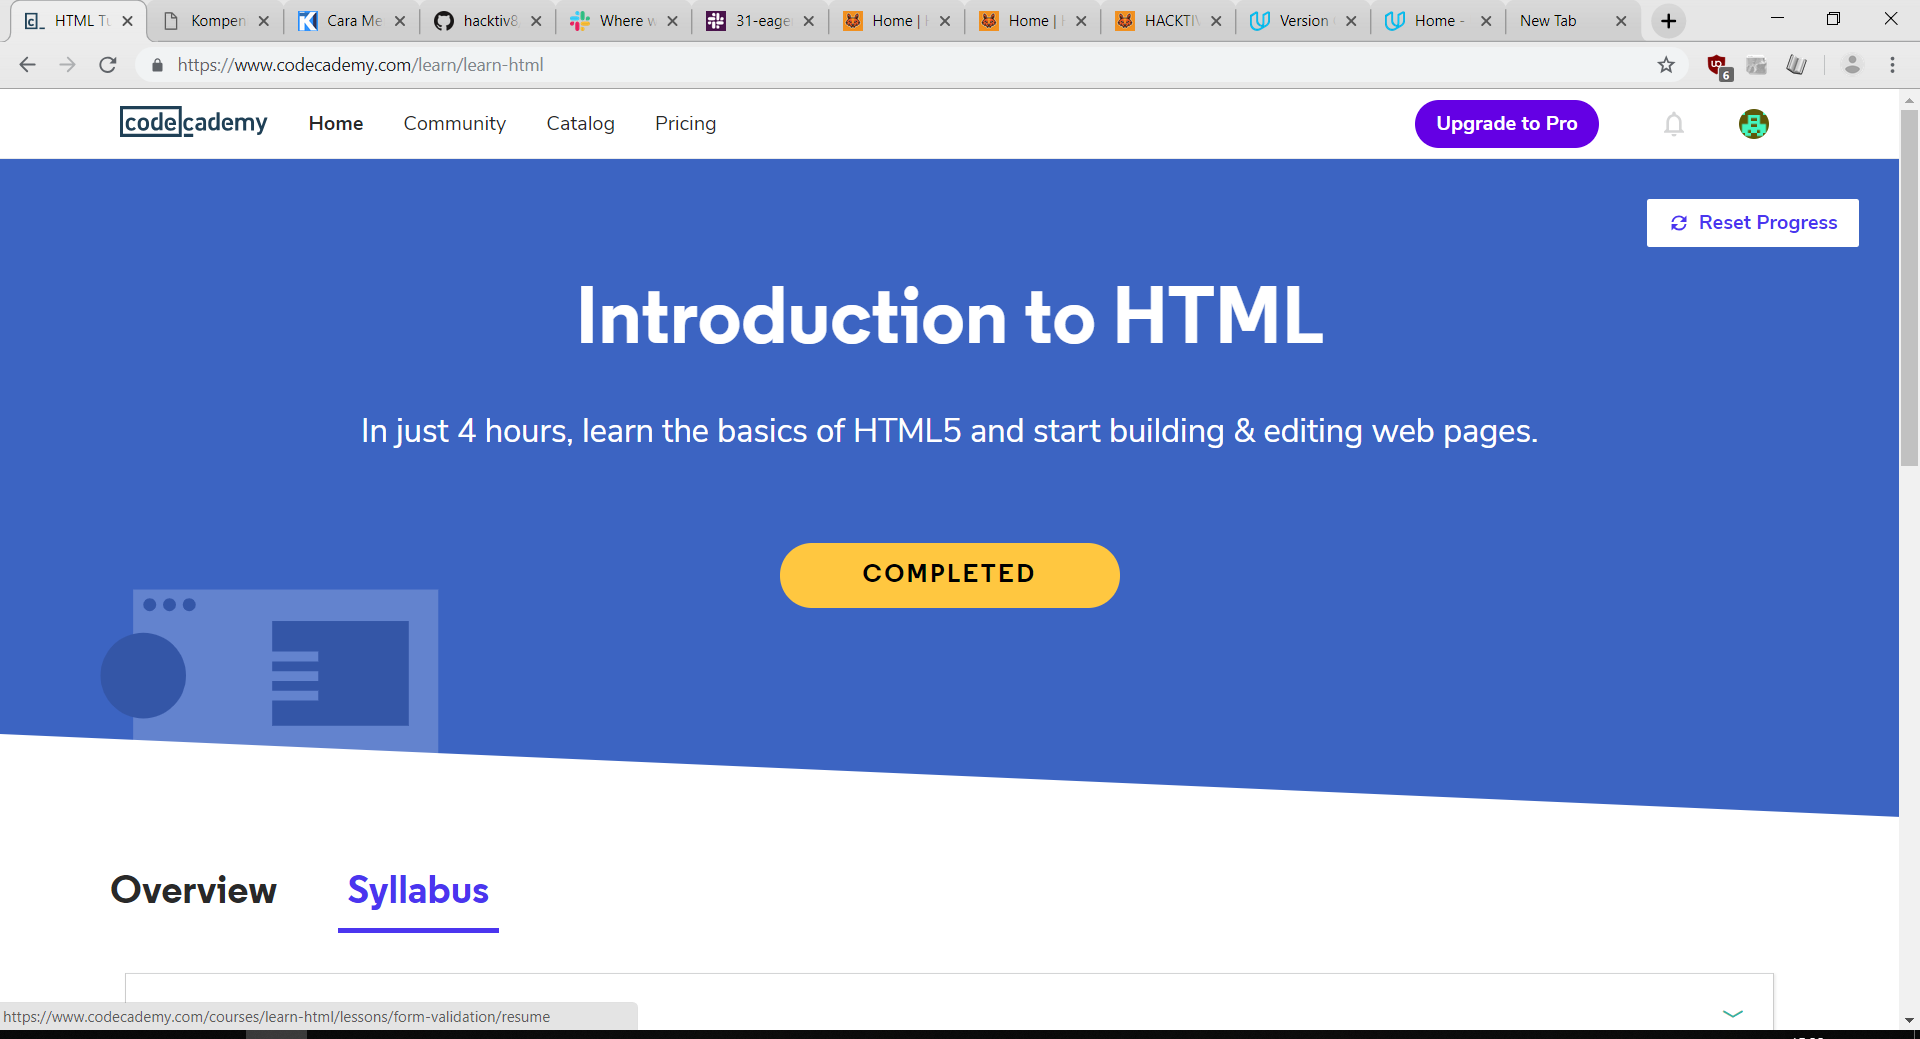 HTML Tu
Kompen
Cara Me
hacktiv8
Where w
31-eage
Home |
Home |
HACKTIV
Version
Home -
New Tab
https://www.codecademy.com/learn/learn-html
6
codecademy
Home
Community
Catalog
Pricing
Upgrade to Pro
Reset Progress
Introduction to HTML
In just 4 hours, learn the basics of HTML5 and start building & editing web pages.
COMPLETED
Overview
Syllabus
https://www.codecademy.com/courses/learn-html/lessons/form-validation/resume